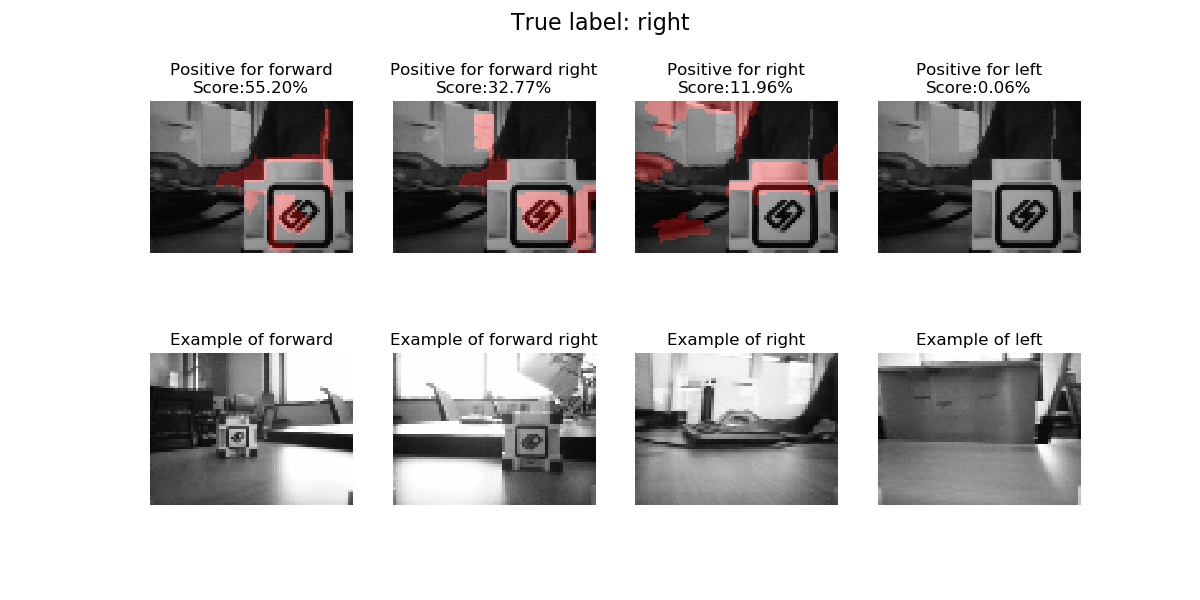 True label: right
Positive for forward
Score:55.20%
Positive for forward right
Score:32.77%
Positive for right
Score:11.96%
Positive for left
Score:0.06%
Example of forward
Example of forward right
Example of right
Example of left